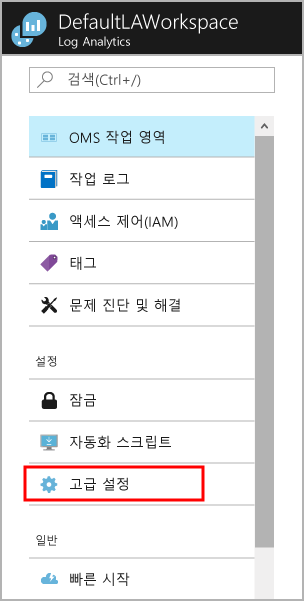 DefaultLAWorkspace
Log Analytics
검색(Ctrl+/)
OMS 작업 영역
작업 로그
액세스 제어(IAM)
태그
문제 진단 및 해결
설정
잠금
자동화 스크립트
고급 설정
일반
빠른 시작